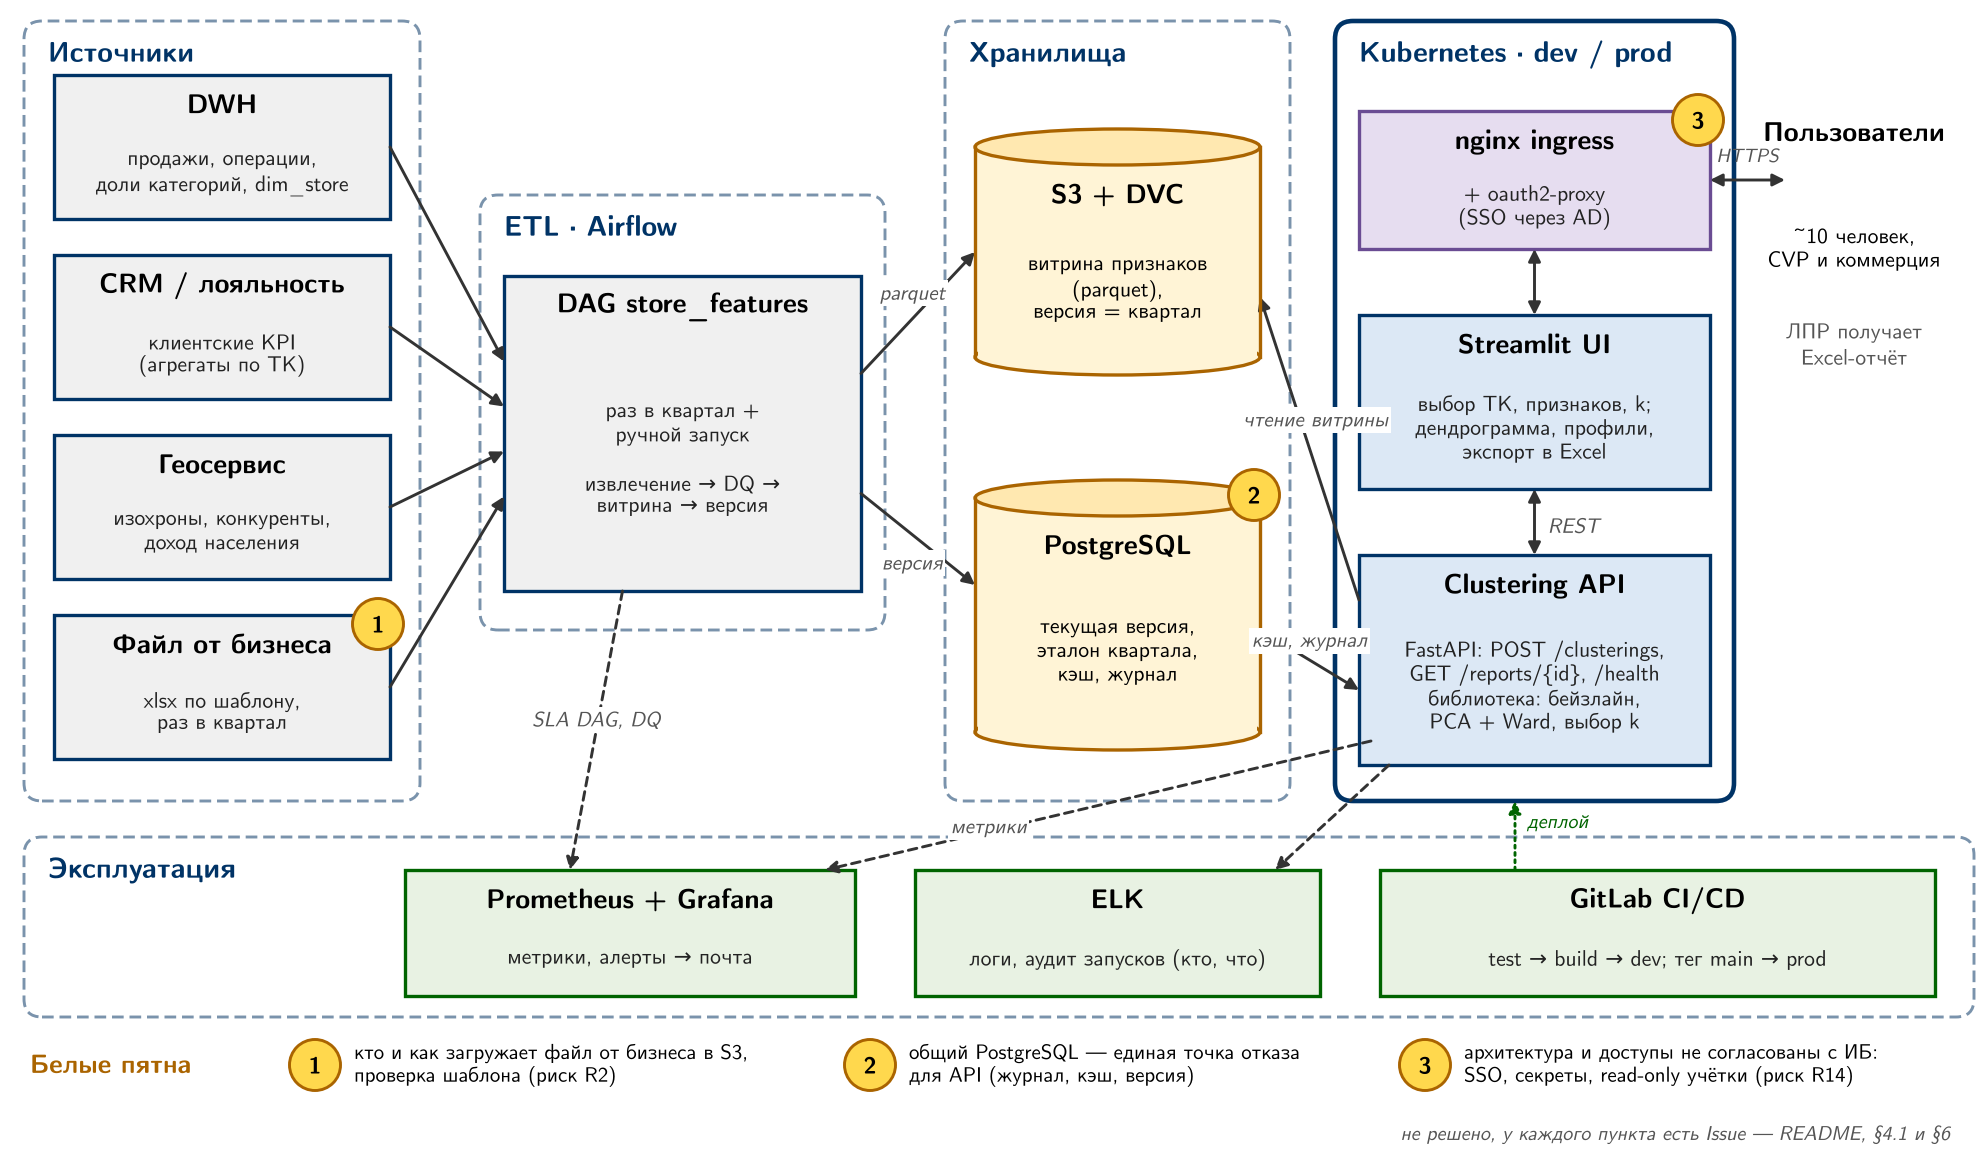 Источники
DWH
продажи, операции,
доли категорий, dim_store
CRM / лояльность
клиентские KPI
(агрегаты по ТК)
Геосервис
изохроны, конкуренты,
доход населения
1
Файл от бизнеса
xlsx по шаблону,
раз в квартал
ETL · Airflow
DAG store_features
раз в квартал +
ручной запуск
извлечение → DQ →
витрина → версия
parquet
версия
SLA DAG, DQ
Хранилища
S3 + DVC
витрина признаков
(parquet),
версия = квартал
2
PostgreSQL
текущая версия,
эталон квартала,
кэш, журнал
чтение витрины
кэш, журнал
метрики
Kubernetes · dev / prod
3
nginx ingress
+ oauth2-proxy
(SSO через AD)
Streamlit UI
выбор ТК, признаков, k;
дендрограмма, профили,
экспорт в Excel
REST
Clustering API
FastAPI: POST /clusterings,
GET /reports/{id}, /health
библиотека: бейзлайн,
PCA + Ward, выбор k
Пользователи
HTTPS
~10 человек,
CVP и коммерция
ЛПР получает
Excel-отчёт
деплой
Эксплуатация
Prometheus + Grafana
метрики, алерты → почта
ELK
логи, аудит запусков (кто, что)
GitLab CI/CD
test → build → dev; тег main → prod
Белые пятна
1
кто и как загружает файл от бизнеса в S3,
проверка шаблона (риск R2)
2
общий PostgreSQL — единая точка отказа
для API (журнал, кэш, версия)
3
архитектура и доступы не согласованы с ИБ:
SSO, секреты, read-only учётки (риск R14)
не решено, у каждого пункта есть Issue — README, §4.1 и §6